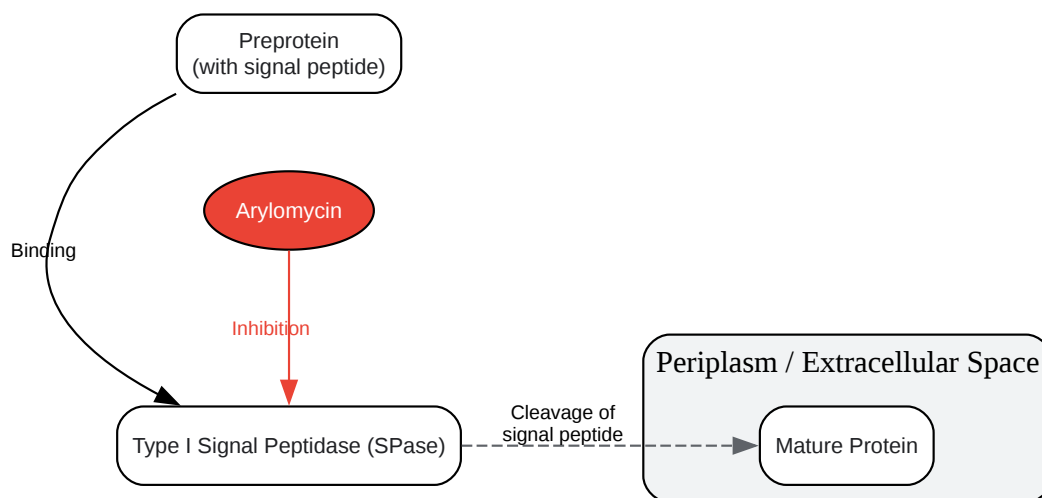 Preprotein
(with signal peptide)
Arylomycin
Binding
Inhibition
Periplasm / Extracellular Space
Type I Signal Peptidase (SPase)
Cleavage of
signal peptide
Mature Protein